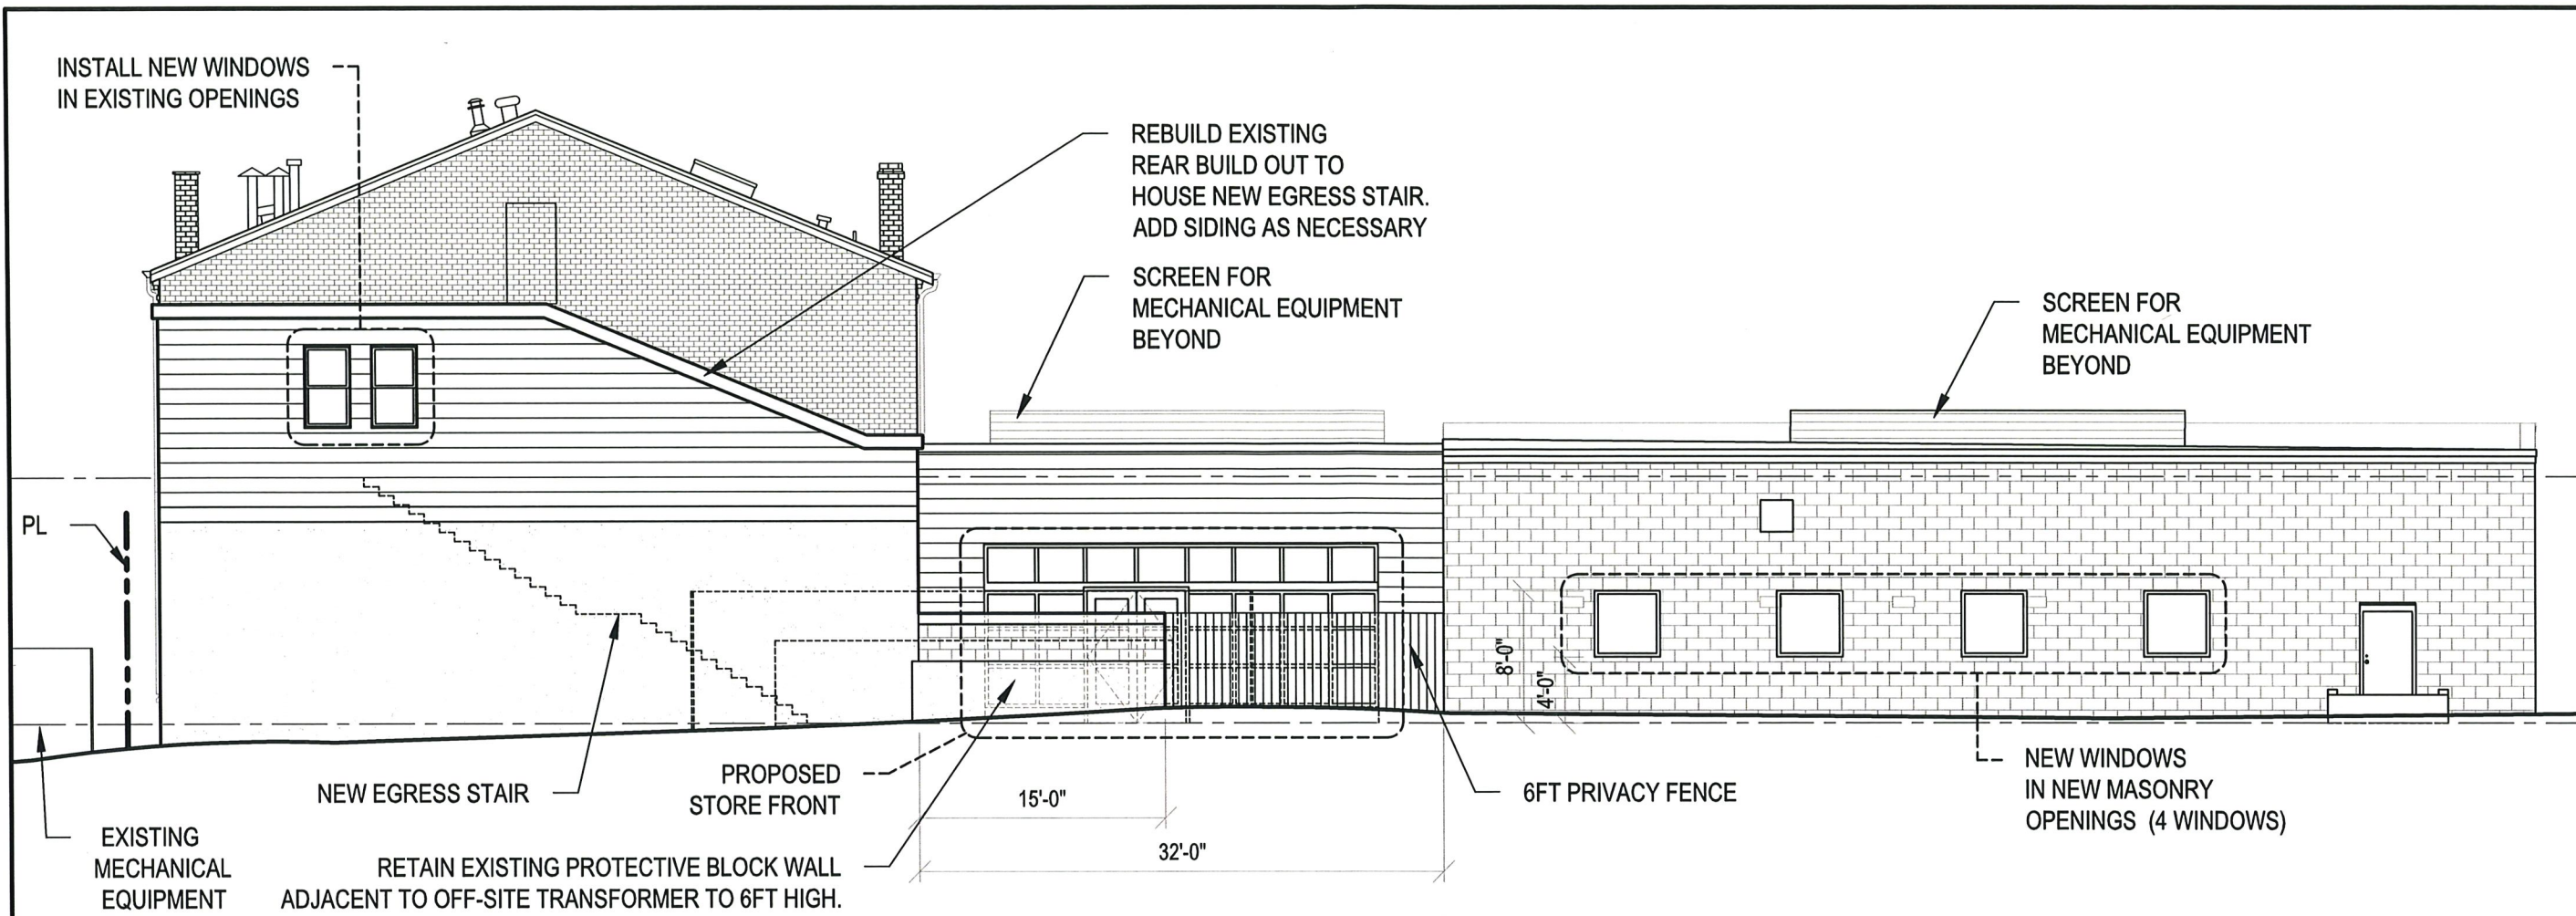 INSTALL NEW WINDOWS
IN EXISTING OPENINGS
REBUILD EXISTING
REAR BUILD OUT TO
HOUSE NEW EGRESS STAIR.
ADD SIDING AS NECESSARY
SCREEN FOR
MECHANICAL EQUIPMENT
BEYOND
SCREEN FOR
MECHANICAL EQUIPMENT
BEYOND
PL
8'-0"
4'-0"
NEW EGRESS STAIR
PROPOSED
STORE FRONT
15'-0"
32'-0"
6FT PRIVACY FENCE
NEW WINDOWS
IN NEW MASONRY
OPENINGS (4 WINDOWS)
EXISTING
MECHANICAL
EQUIPMENT
RETAIN EXISTING PROTECTIVE BLOCK WALL
ADJACENT TO OFF-SITE TRANSFORMER TO 6FT HIGH.